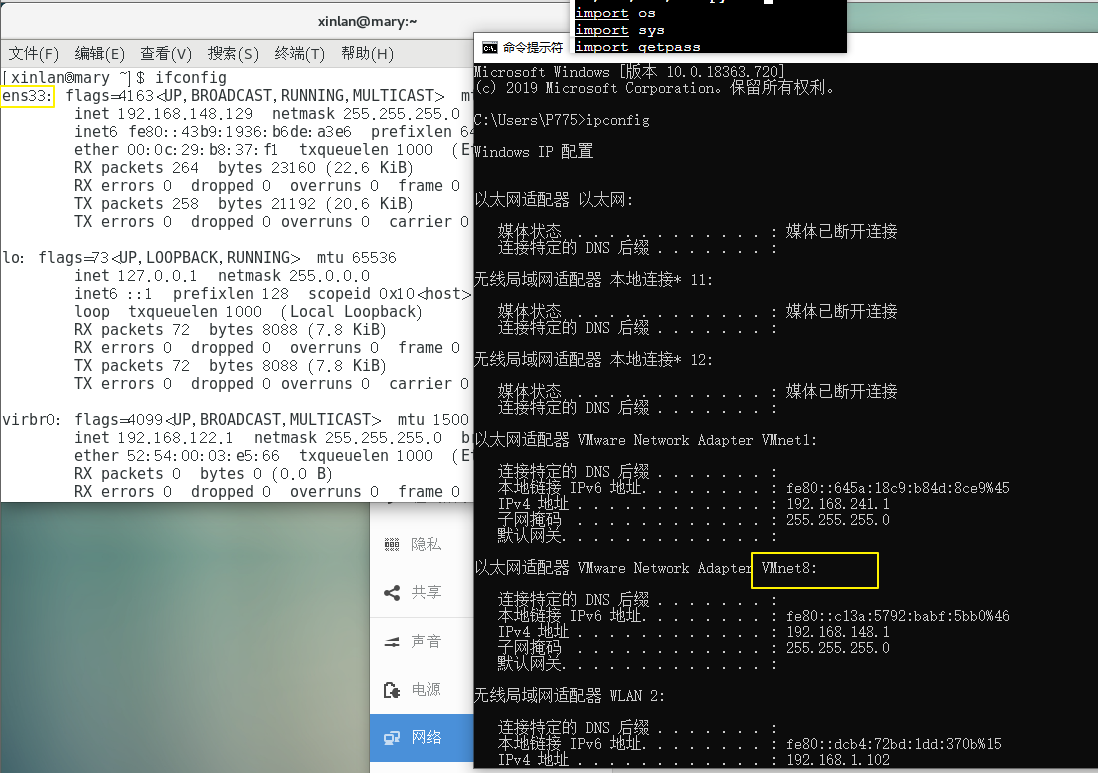 xinlan@mary:~
文件(F) 编辑(E) 查看(V) 搜索(S) 终端(T) 帮助(H)
[xinlan@mary ~]$ ifconfig
ens33: flags=4163<UP,BROADCAST,RUNNING,MULTICAST>
inet 192.168.148.129 netmask 255.255.255.0
inet6 fe80::43b9:1936:b6de:a3e6 prefixlen 64
ether 00:0c:29:b8:37:f1 txqueuelen 1000
RX packets 264 bytes 23160 (22.6 KiB)
RX errors 0 dropped 0 overruns 0 frame 0
TX packets 258 bytes 21192 (20.6 KiB)
TX errors 0 dropped 0 overruns 0 carrier 0
lo: flags=73<UP,LOOPBACK,RUNNING> mtu 65536
inet 127.0.0.1 netmask 255.0.0.0
inet6 ::1 prefixlen 128 scopeid 0x10<host>
loop txqueuelen 1000 (Local Loopback)
RX packets 72 bytes 8088 (7.8 KiB)
RX errors 0 dropped 0 overruns 0 frame 0
TX packets 72 bytes 8088 (7.8 KiB)
TX errors 0 dropped 0 overruns 0 carrier 0
virbr0: flags=4099<UP,BROADCAST,MULTICAST> mtu 1500
inet 192.168.122.1 netmask 255.255.255.0
ether 52:54:00:03:e5:66 txqueuelen 1000
RX packets 0 bytes 0 (0.0 B)
RX errors 0 dropped 0 overruns 0 frame 0
隐私
共享
声音
电源
网络
import os
import sys
import getpass
命令提示符
Microsoft Windows [版本 10.0.18363.720]
(c) 2019 Microsoft Corporation。保留所有权利。
C:\Users\P775>ipconfig
Windows IP 配置
以太网适配器 以太网:
媒体状态 . . . . . . . . . . . . : 媒体已断开连接
连接特定的 DNS 后缀 . . . . . . . :
无线局域网适配器 本地连接* 11:
媒体状态 . . . . . . . . . . . . : 媒体已断开连接
连接特定的 DNS 后缀 . . . . . . . :
无线局域网适配器 本地连接* 12:
媒体状态 . . . . . . . . . . . . : 媒体已断开连接
连接特定的 DNS 后缀 . . . . . . . :
以太网适配器 VMware Network Adapter VMnet1:
连接特定的 DNS 后缀 . . . . . . . :
本地链接 IPv6 地址. . . . . . . . : fe80::645a:18c9:b84d:8ce9%45
IPv4 地址 . . . . . . . . . . . . : 192.168.241.1
子网掩码 . . . . . . . . . . . . : 255.255.255.0
默认网关. . . . . . . . . . . . . :
以太网适配器 VMware Network Adapter VMnet8:
连接特定的 DNS 后缀 . . . . . . . :
本地链接 IPv6 地址. . . . . . . . : fe80::c13a:5792:babf:5bb0%46
IPv4 地址 . . . . . . . . . . . . : 192.168.148.1
子网掩码 . . . . . . . . . . . . : 255.255.255.0
默认网关. . . . . . . . . . . . . :
无线局域网适配器 WLAN 2:
连接特定的 DNS 后缀 . . . . . . . :
本地链接 IPv6 地址. . . . . . . . : fe80::dcb4:72bd:1dd:370b%15
IPv4 地址 . . . . . . . . . . . . : 192.168.1.102